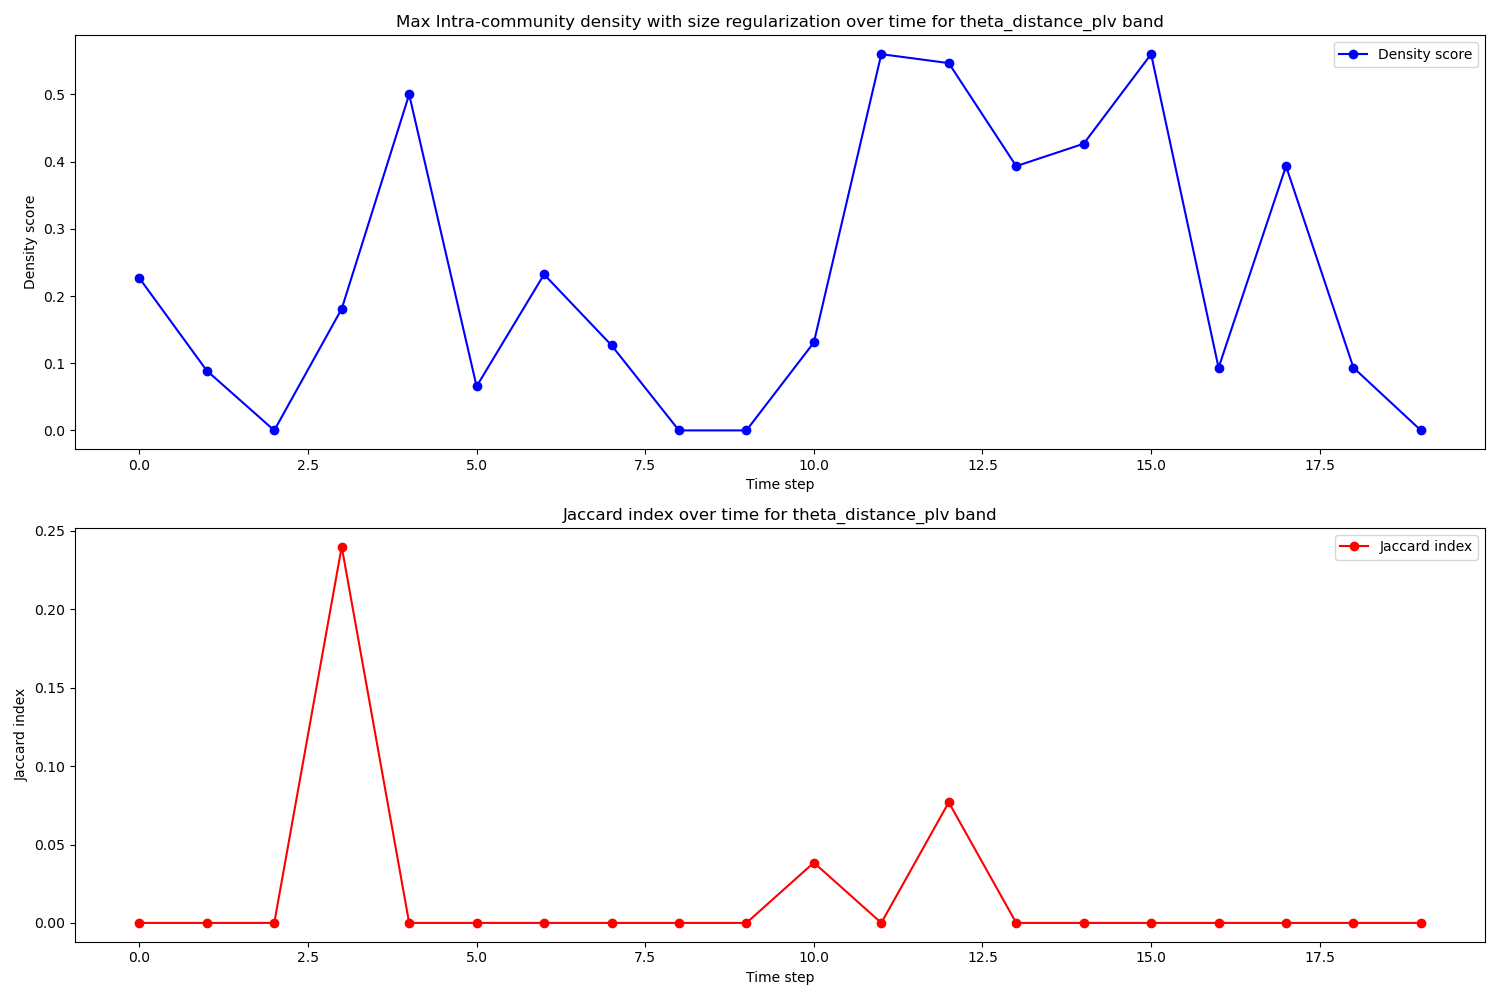 Max Intra-community density with size regularization over time for theta_distance_plv band
Density score
Density score
0.5
0.4
0.3
0.2
0.1
0.0
0.0 2.5 5.0 7.5 10.0 12.5 15.0 17.5
Time step
Jaccard index over time for theta_distance_plv band
Jaccard index
Jaccard index
0.25
0.20
0.15
0.10
0.05
0.00
0.0 2.5 5.0 7.5 10.0 12.5 15.0 17.5
Time step